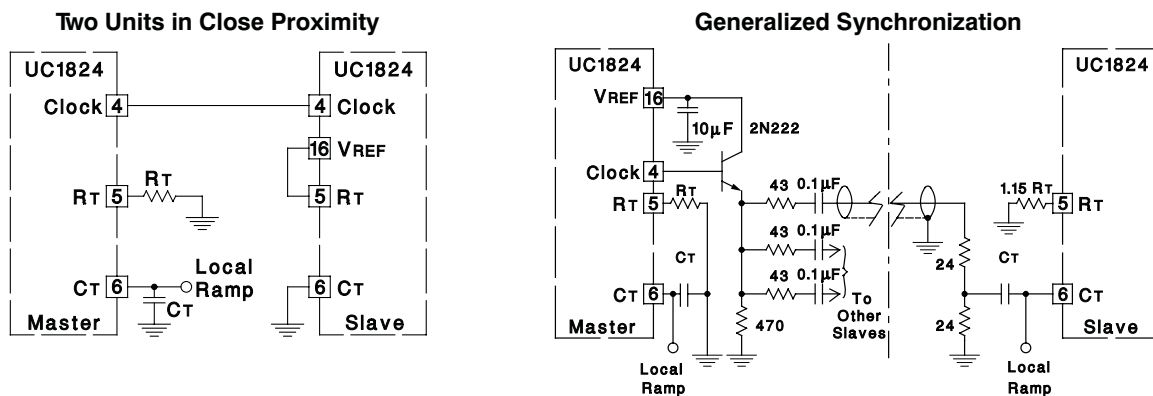 Two Units in Close Proximity
UC1824
UC1824
Clock 4
4 Clock
16 VREF
RT 5
RT
5 RT
CT 6
Local
Ramp
CT
6 CT
Master
Slave
Generalized Synchronization
UC1824
UC1824
VREF 16
10µF
2N222
Clock 4
RT 5
RT
43 0.1µF
43 0.1µF
43 0.1µF
1.15 RT
5 RT
CT
CT 6
To
Other
Slaves
470
24
24
CT
6 CT
Master
Slave
Local
Ramp
Local
Ramp